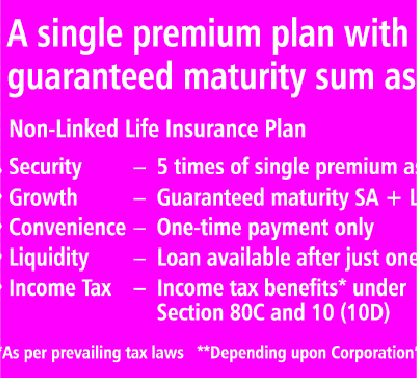 A single premium plan with
guaranteed maturity sum as
Non-Linked Life Insurance Plan
Security – 5 times of single premium as
• Growth – Guaranteed maturity SA + L
• Convenience – One-time payment only
• Liquidity – Loan available after just one
• Income Tax – Income tax benefits* under
Section 80C and 10 (10D)
*As per prevailing tax laws **Depending upon Corporation'